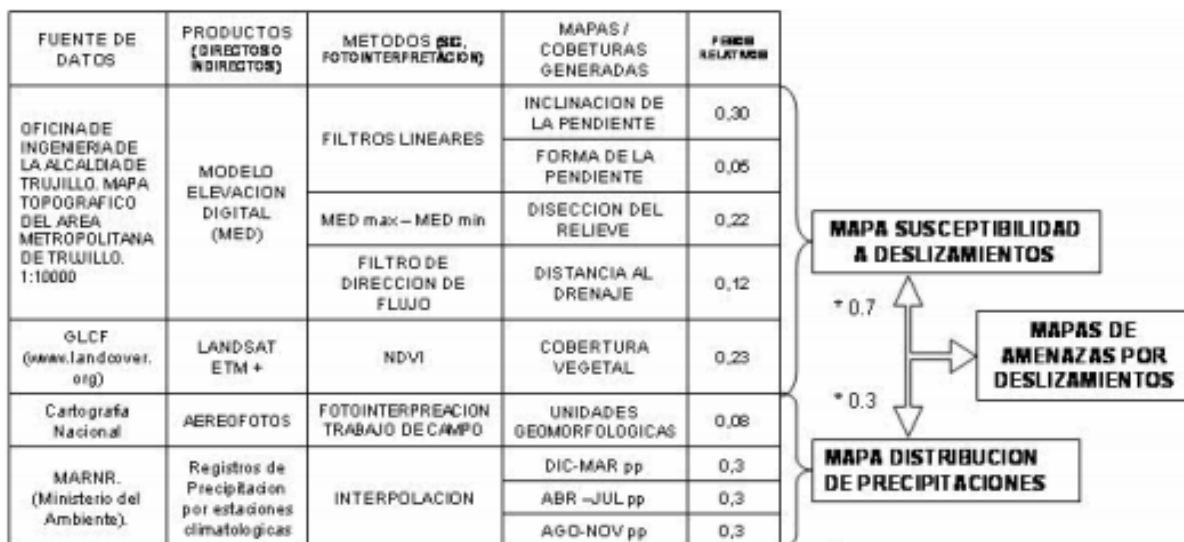 FUENTE DE
DATOS
PRODUCTOS
(DIRECTOS O
INDIRECTOS)
METODOS (SIG,
FOTOINTERPRETACION)
MAPAS /
COBETURAS
GENERADAS
PESOS
RELATIVOS
OFICINA DE
INGENIERIA DE
LA ALCALDIA DE
TRUJILLO. MAPA
TOPOGRAFICO
DEL AREA
METROPOLITANA
DE TRUJILLO.
1:10000
MODELO
ELEVACION
DIGITAL
(MED)
FILTROS LINEARES
INCLINACION DE
LA PENDIENTE
0,30
FORMA DE LA
PENDIENTE
0,05
MED max – MED min
DISECCION DEL
RELIEVE
0,22
FILTRO DE
DIRECCION DE
FLUJO
DISTANCIA AL
DRENAJE
0,12
GLCF
(www.landcover.
org)
LANDSAT
ETM +
NDVI
COBERTURA
VEGETAL
0,23
Cartografia
Nacional
AEREOFOTOS
FOTOINTERPREACION
TRABAJO DE CAMPO
UNIDADES
GEOMORFOLOGICAS
0,08
MARNR.
(Ministerio del
Ambiente).
Registros de
Precipitacion
por estaciones
climatologicas
INTERPOLACION
DIC-MAR pp
0,3
ABR –JUL pp
0,3
AGO-NOV pp
0,3
MAPA SUSCEPTIBILIDAD
A DESLIZAMIENTOS
* 0.7
MAPAS DE
AMENAZAS POR
DESLIZAMIENTOS
* 0.3
MAPA DISTRIBUCION
DE PRECIPITACIONES